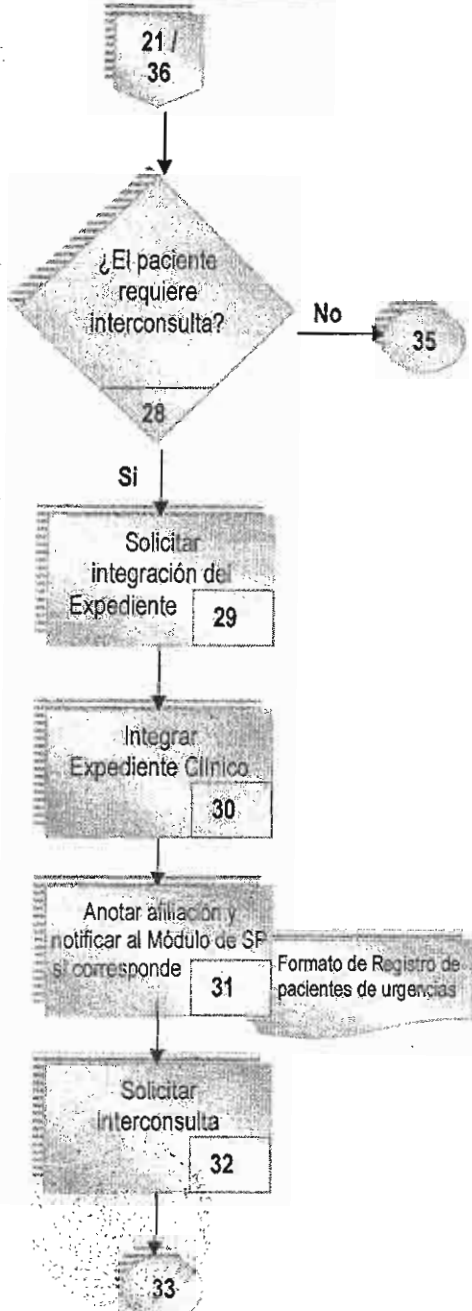 21 /
36
¿El paciente
requiere
interconsulta?
28
No
35
Si
Solicitar
integración del
Expediente
29
Integrar
Expediente Clínico
30
Anotar afiliación y
notificar al Módulo de SP
si corresponde
31
Formato de Registro de
pacientes de urgencias
Solicitar
interconsulta
32
33